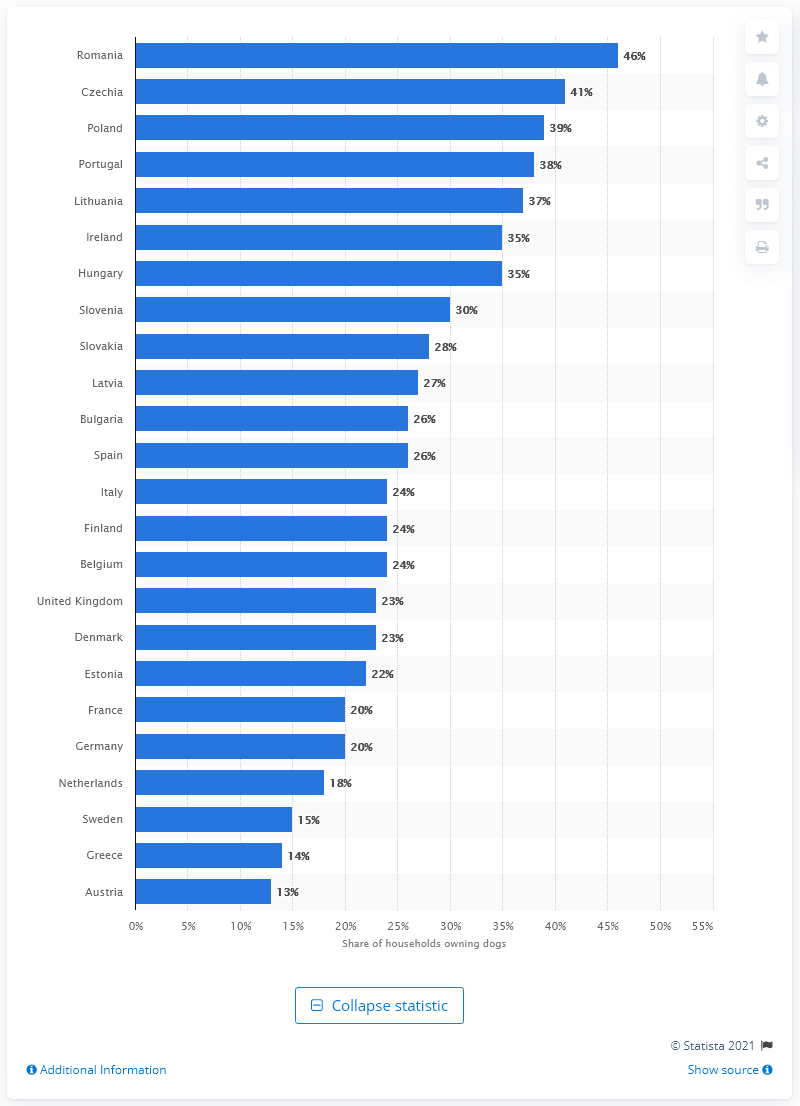 Romania 46%
Czechia 41%
Poland 39%
Portugal 38%
Lithuania 37%
Ireland 35%
Hungary 35%
Slovenia 30%
Slovakia 28%
Latvia 27%
Bulgaria 26%
Spain 26%
Italy 24%
Finland 24%
Belgium 24%
United Kingdom 23%
Denmark 23%
Estonia 22%
France 20%
Germany 20%
Netherlands 18%
Sweden 15%
Greece 14%
Austria 13%
0% 5% 10% 15% 20% 25% 30% 35% 40% 45% 50% 55%
Share of households owning dogs
Collapse statistic
© Statista 2021
Additional Information Show source